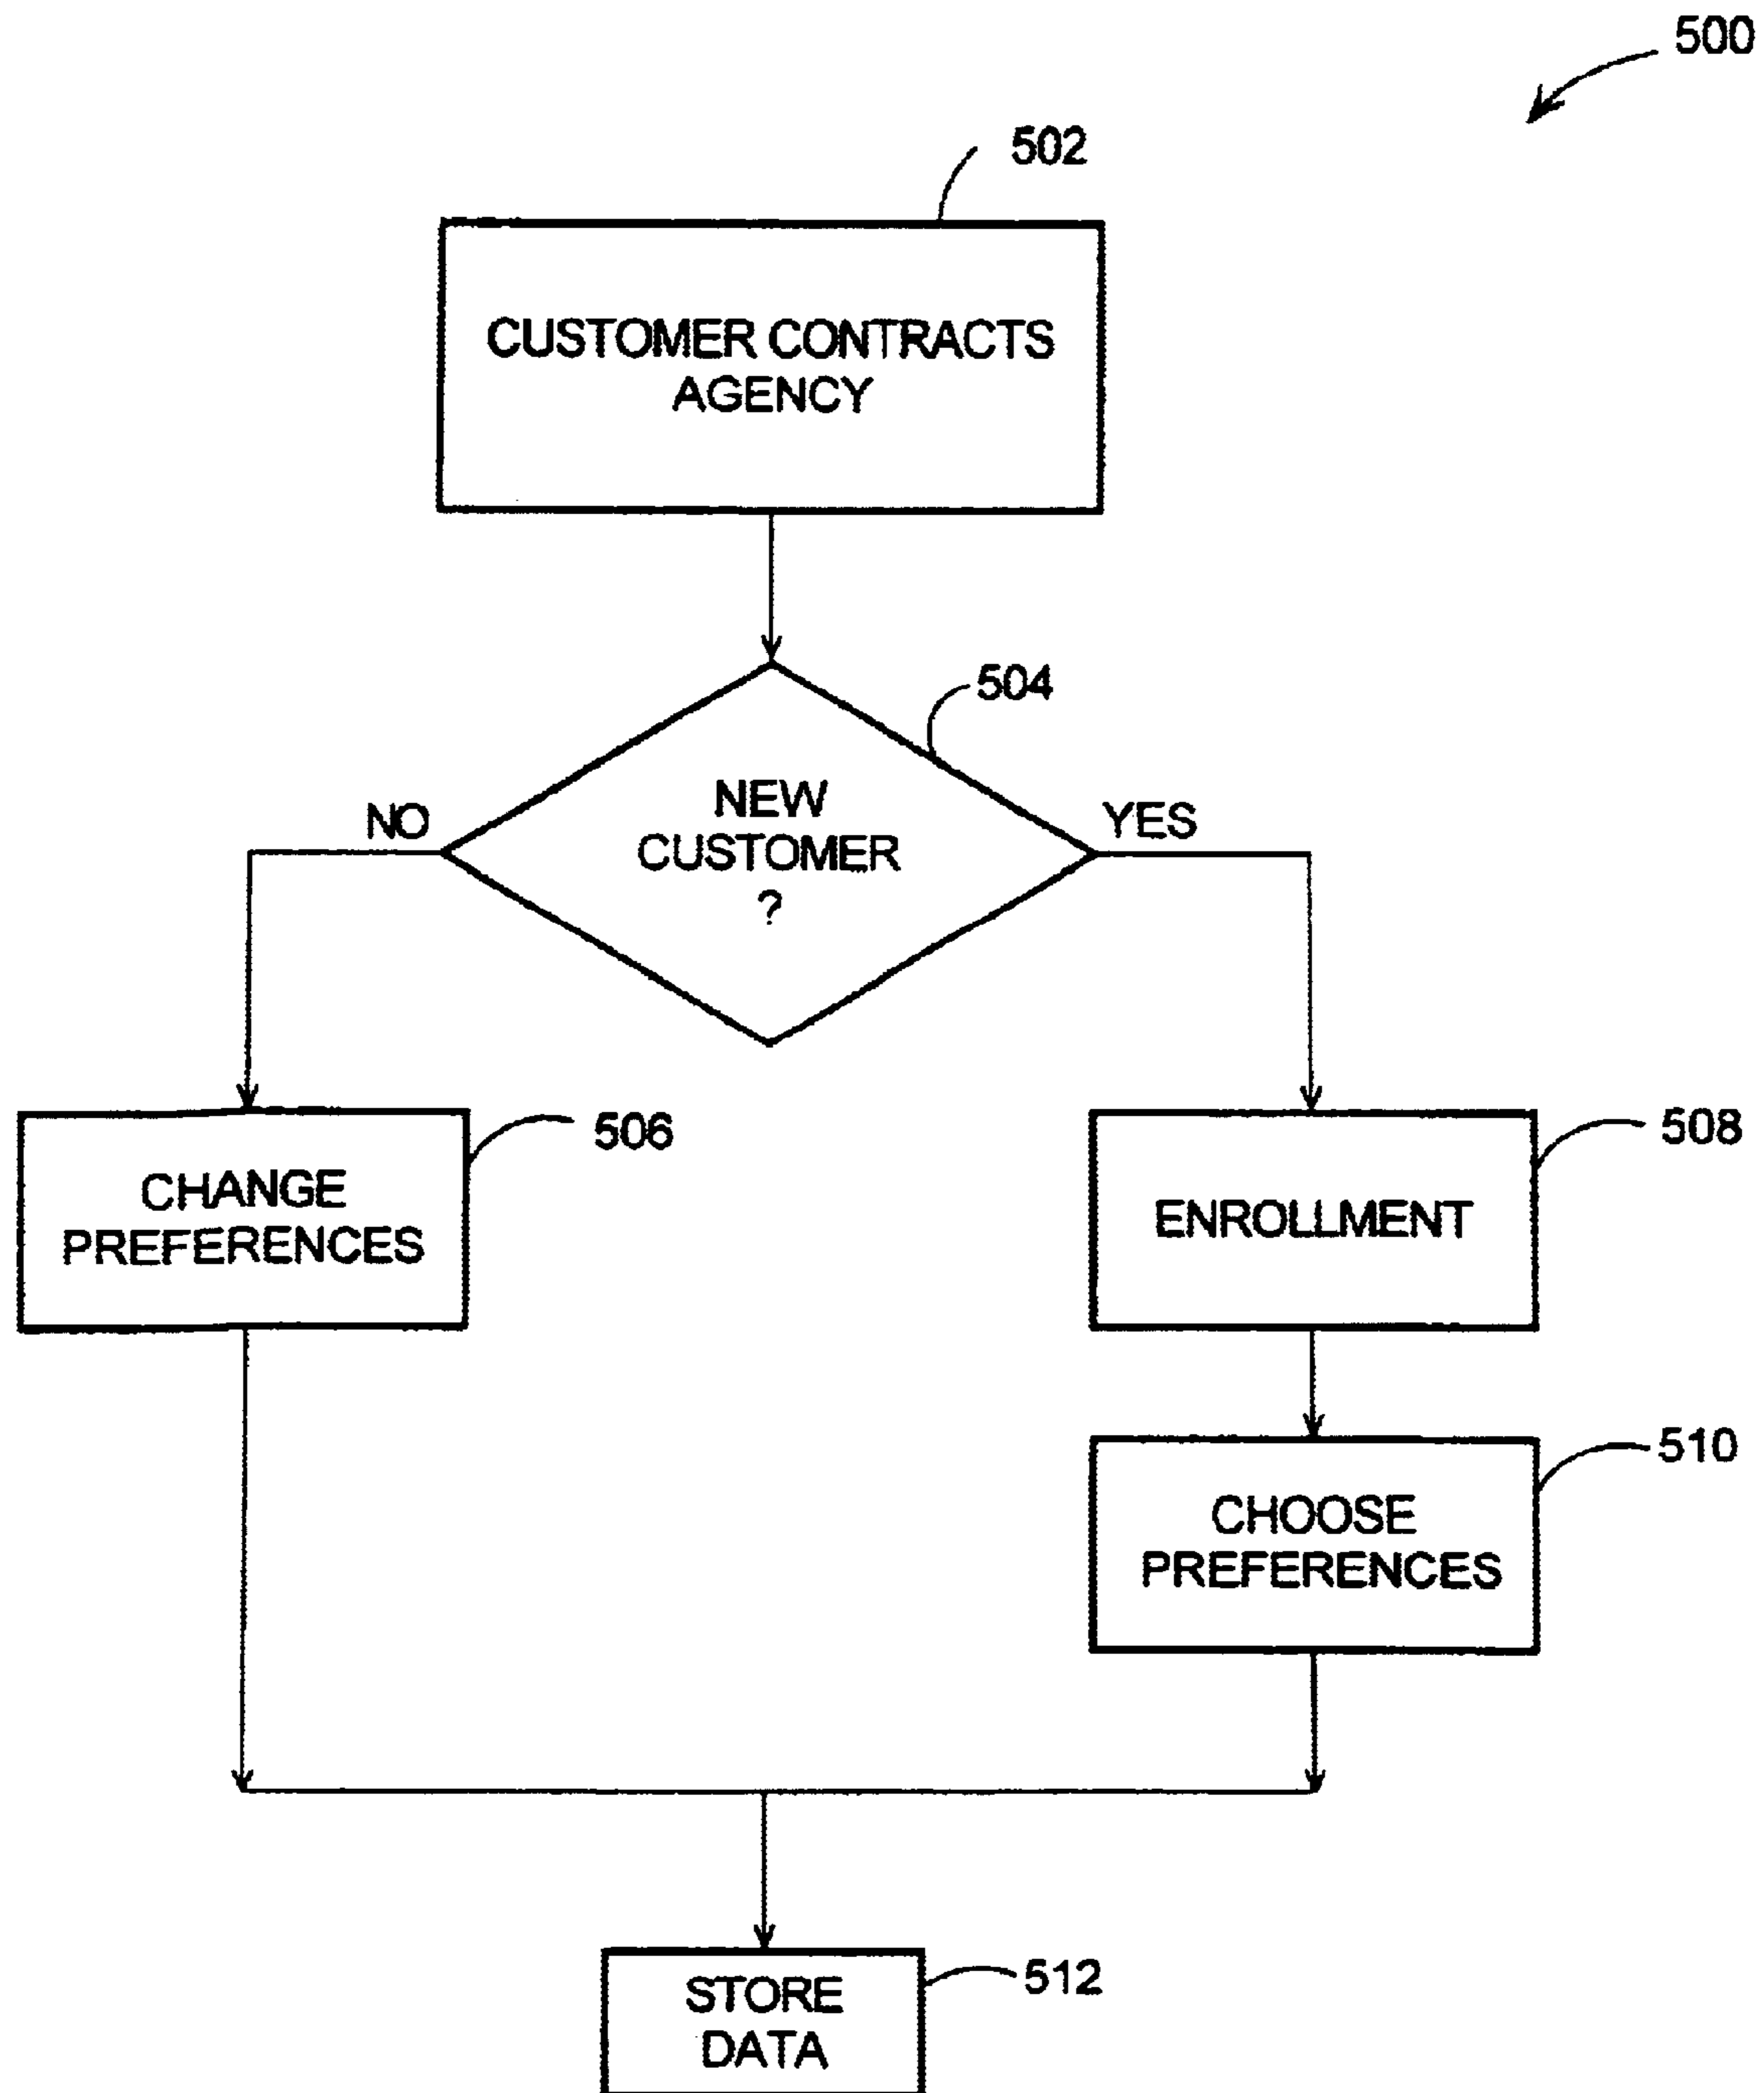 500
502
CUSTOMER CONTRACTS
AGENCY
504
NEW
CUSTOMER
?
NO
YES
506
CHANGE
PREFERENCES
508
ENROLLMENT
510
CHOOSE
PREFERENCES
512
STORE
DATA